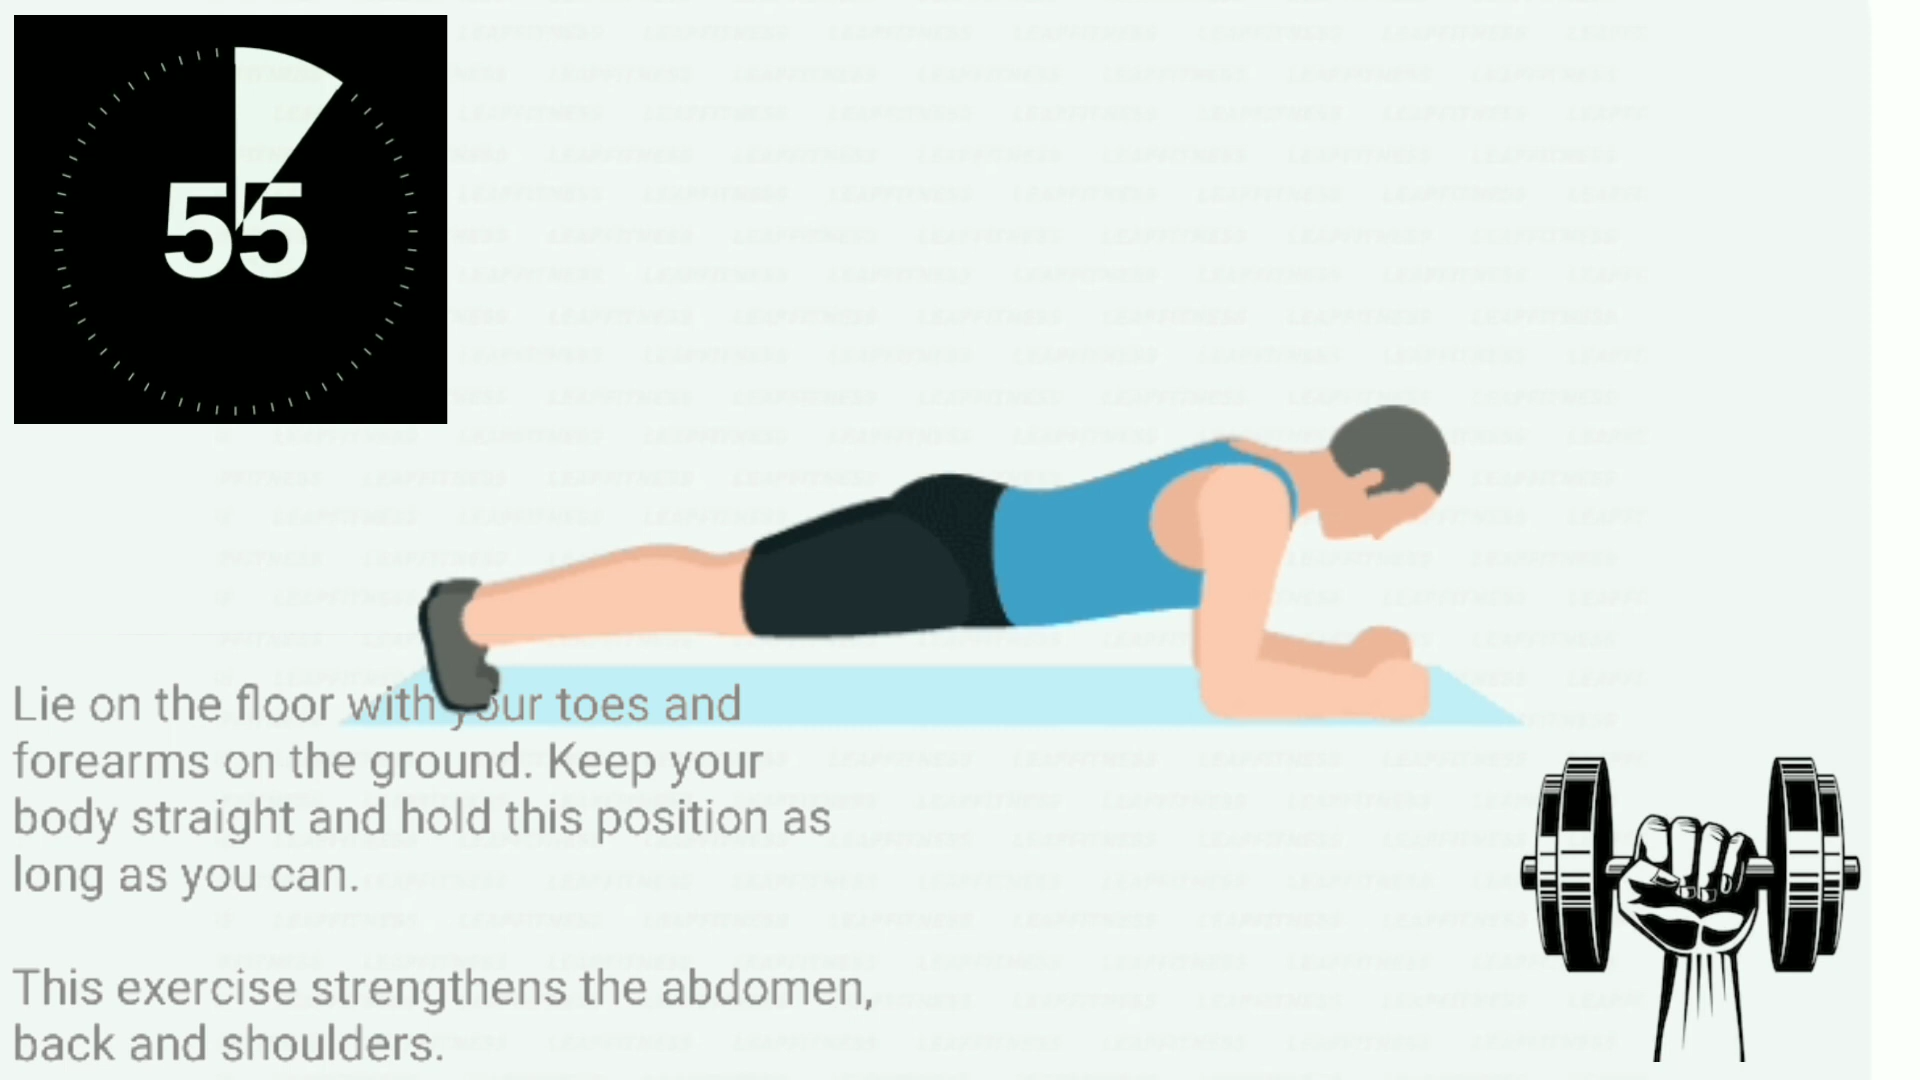 55
Lie on the floor with your toes and
forearms on the ground. Keep your
body straight and hold this position as
long as you can.
This exercise strengthens the abdomen,
back and shoulders.